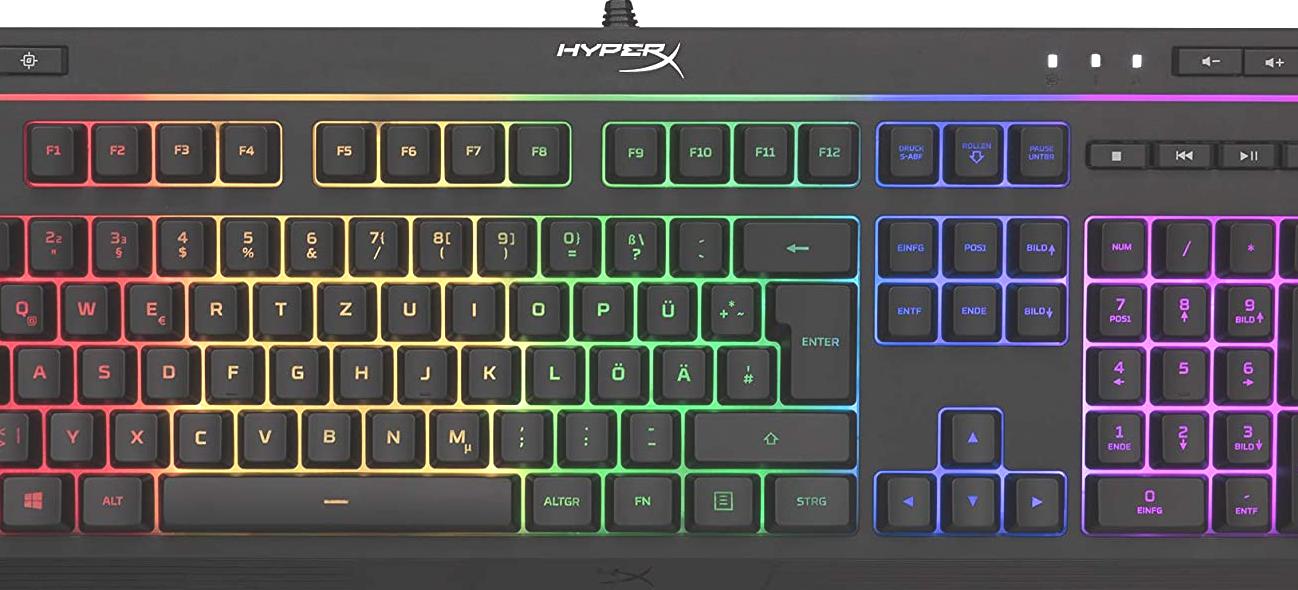 HYPERX
F1 F2 F3 F4 F5 F6 F7 F8 F9 F10 F11 F12
DRUCK
S-ABF
ROLLEN
PAUSE
UNTBR
2 2 3 3 4 5 6 7 { 8 [ 9 ] 0 } ß \
" § $ % & / ( ) = ?
EINFG POS1 BILD↑
NUM / *
Q @ W E € R T Z U I O P Ü + * ~
ENTER
ENTF ENDE BILD↓
7 8 9
POS1 ↑ BILD↑
A S D F G H J K L Ö Ä ' #
4 5 6
← →
< > | Y X C V B N M µ ; , : . _ -
1 2 3
ENDE ↓ BILD↓
ALT ALTGR FN STRG
0
EINFG
ENTF